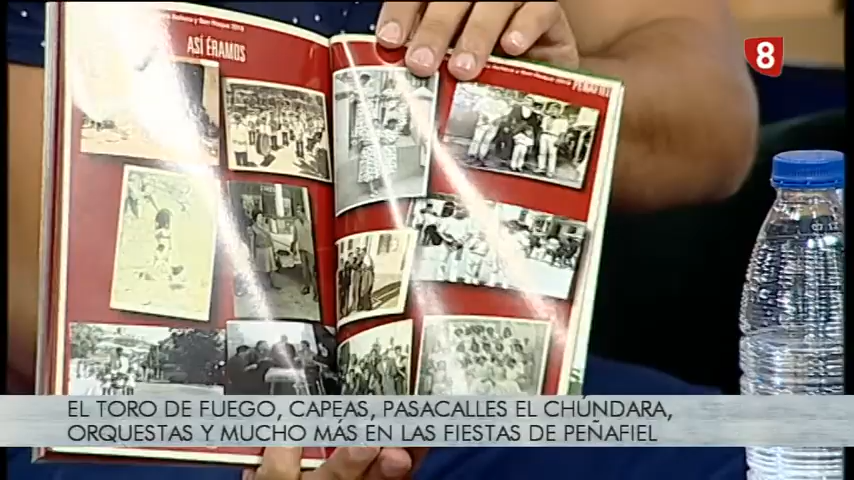 8
ASÍ ÉRAMOS
EL TORO DE FUEGO, CAPEAS, PASACALLES EL CHÚNDARA,
ORQUESTAS Y MUCHO MÁS EN LAS FIESTAS DE PEÑAFIEL